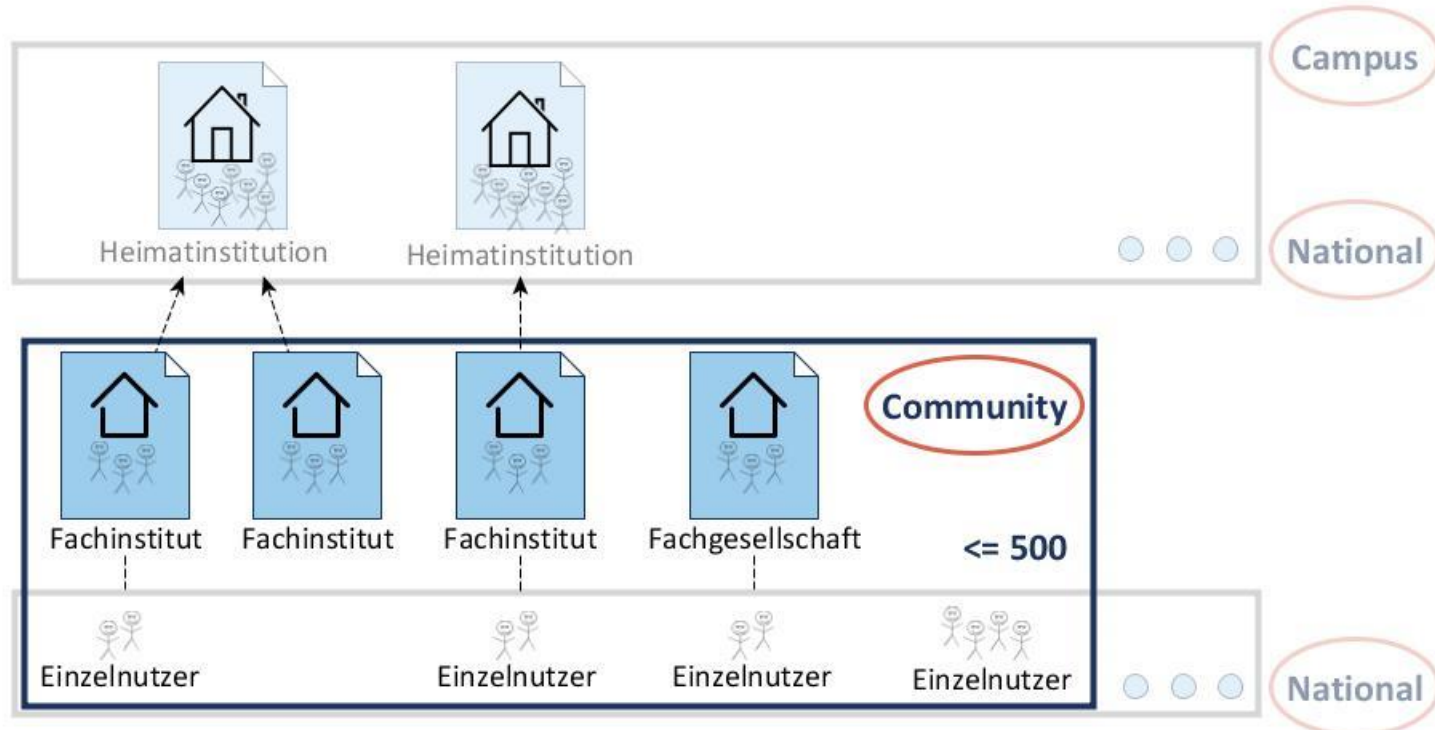 Campus
Heimatinstitution
Heimatinstitution
National
Community
Fachinstitut
Fachinstitut
Fachinstitut
Fachgesellschaft
<= 500
Einzelnutzer
Einzelnutzer
Einzelnutzer
Einzelnutzer
National